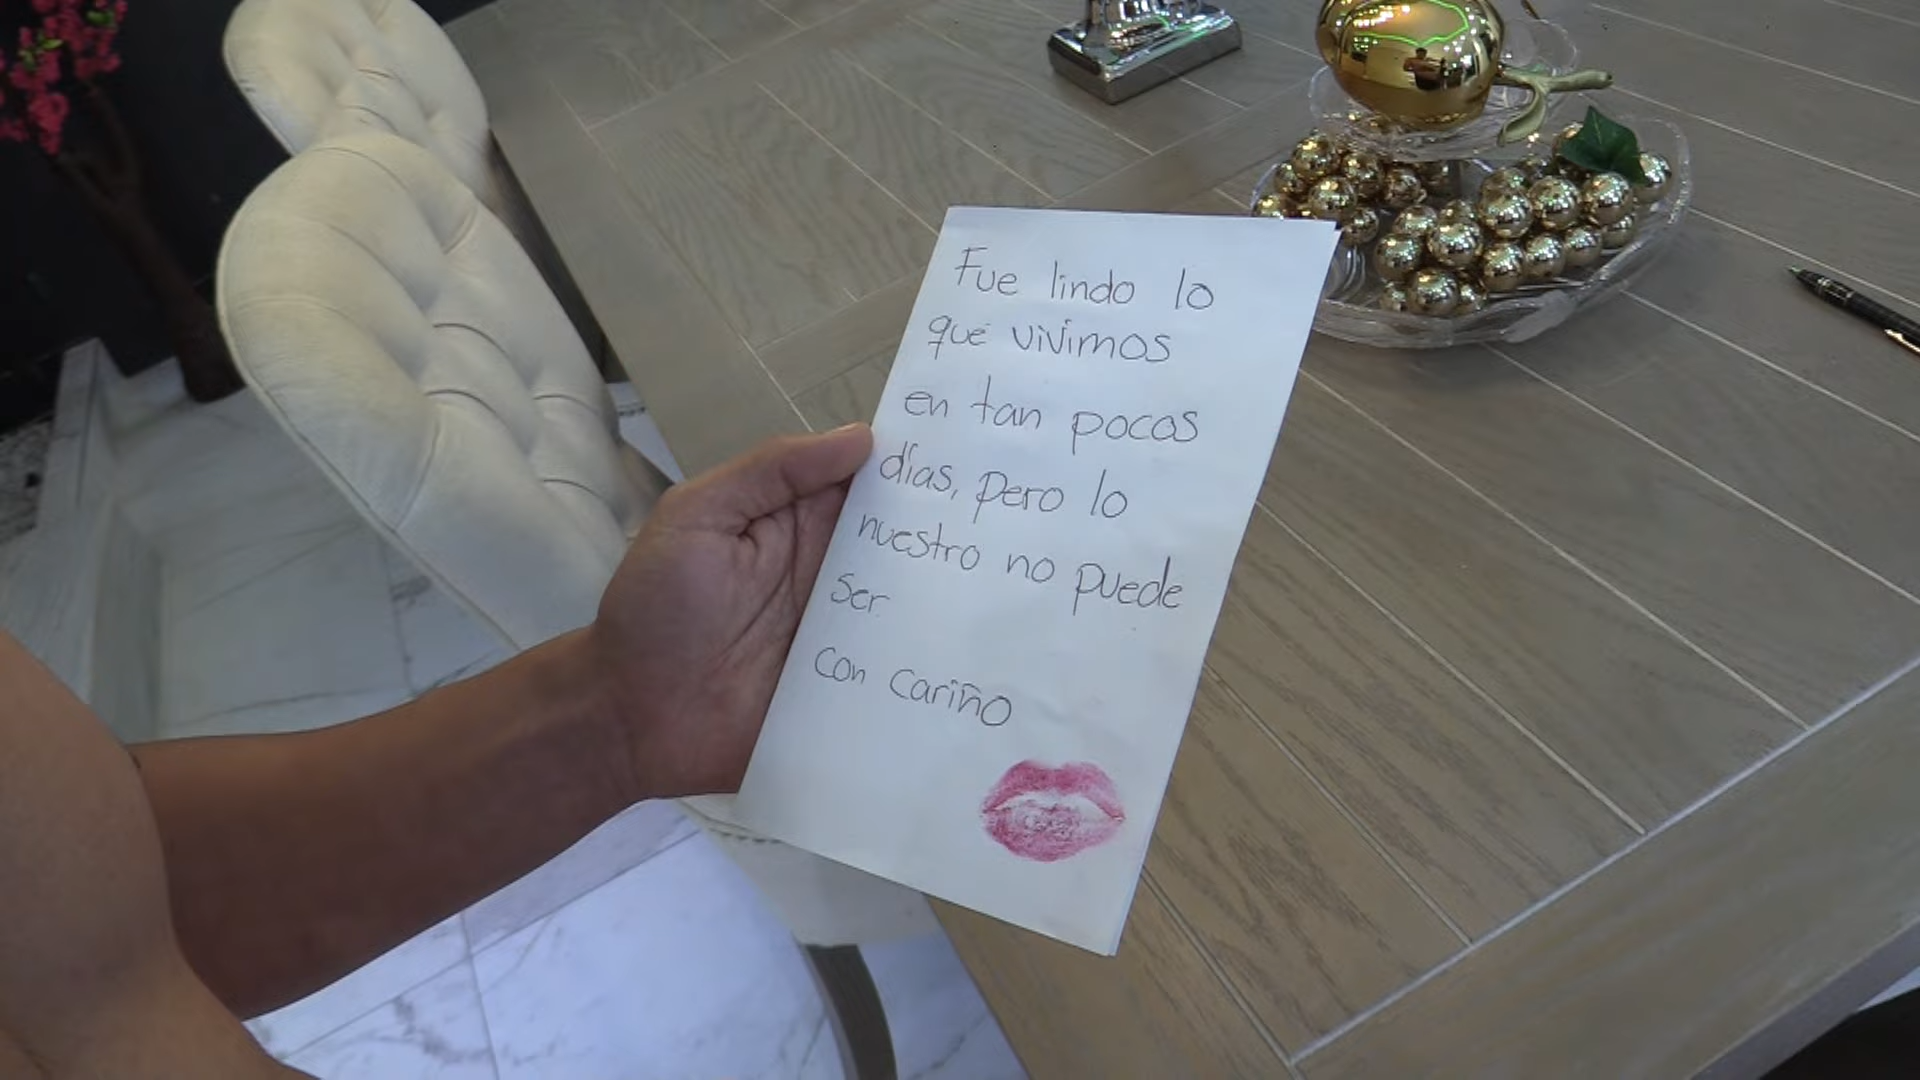 Fue lindo lo
que vivimos
en tan pocos
días, pero lo
nuestro no puede
ser.
Con cariño